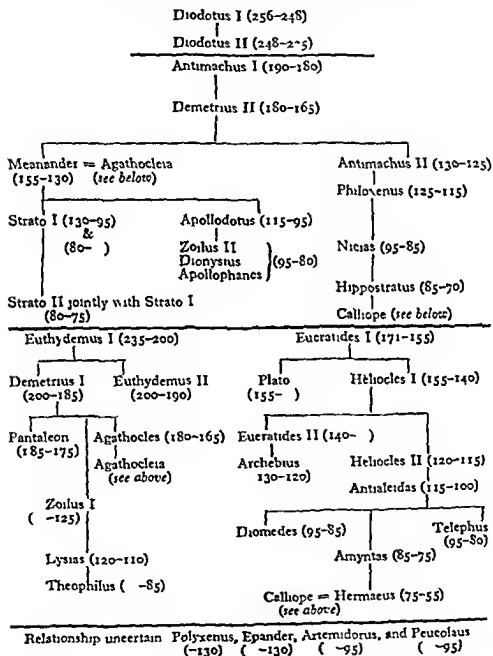 Diodotus I (256-248)
Diodotus II (248-2-5)
Antimachus I (190-180)
Demetrius II (180-165)
Meanander = Agathocleia
(155-130) (see below)
Antimachus II (130-125)
Philoxenus (125-115)
Strato I (130-95)
&
(80- )
Apollodotus (115-95)
Zoilus II
Dionysius
Apollophanes
(95-80)
Nicias (95-85)
Hippostratus (85-70)
Strato II jointly with Strato I
(80-75)
Calliope (see below)
Euthydemus I (235-200)
Eucratides I (171-155)
Demetrius I
(200-185)
Euthydemus II
(200-190)
Plato
(155- )
Heliocles I (155-140)
Pantaleon
(185-175)
Agathocles (180-165)
Agathocleia
(see above)
Eucratides II (140- )
Archebius
130-120)
Heliocles II (120-115)
Antialcidas (115-100)
Zoilus I
( -125)
Diomedes (95-85)
Telephus
(95-80)
Lysias (120-110)
Amyntas (85-75)
Theophilus ( -85)
Calliope = Hermaeus (75-55)
(see above)
Relationship uncertain Polyxenus, Epander, Artemidorus, and Peucolaus
(-130) ( -130) ( -95) ( -95)